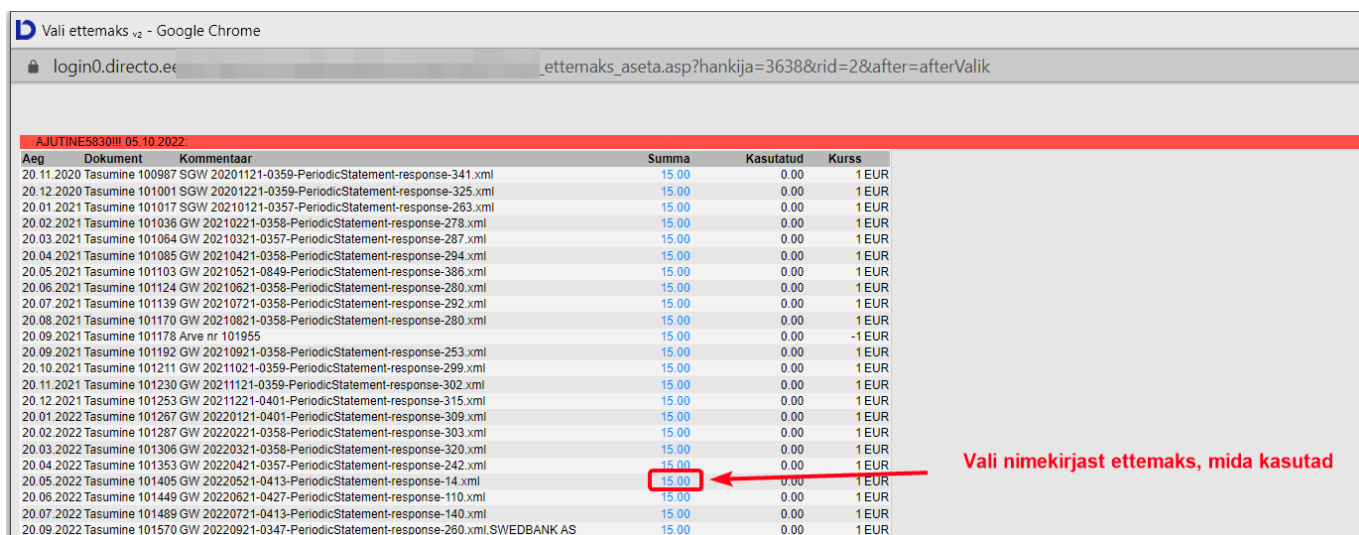 Vali ettemaks v2 - Google Chrome
login0.directo.ee _ettemaks_aseta.asp?hankija=3638&rid=2&after=afterValik
AJUTINE5830!!! 05.10.2022:
Aeg Dokument Kommentaar Summa Kasutatud Kurss
20.11.2020 Tasumine 100987 SGW 20201121-0359-PeriodicStatement-response-341.xml 15.00 0.00 1 EUR
20.12.2020 Tasumine 101001 SGW 20201221-0359-PeriodicStatement-response-325.xml 15.00 0.00 1 EUR
20.01.2021 Tasumine 101017 SGW 20210121-0357-PeriodicStatement-response-263.xml 15.00 0.00 1 EUR
20.02.2021 Tasumine 101036 GW 20210221-0358-PeriodicStatement-response-278.xml 15.00 0.00 1 EUR
20.03.2021 Tasumine 101064 GW 20210321-0357-PeriodicStatement-response-287.xml 15.00 0.00 1 EUR
20.04.2021 Tasumine 101085 GW 20210421-0358-PeriodicStatement-response-294.xml 15.00 0.00 1 EUR
20.05.2021 Tasumine 101103 GW 20210521-0849-PeriodicStatement-response-386.xml 15.00 0.00 1 EUR
20.06.2021 Tasumine 101124 GW 20210621-0358-PeriodicStatement-response-280.xml 15.00 0.00 1 EUR
20.07.2021 Tasumine 101139 GW 20210721-0358-PeriodicStatement-response-292.xml 15.00 0.00 1 EUR
20.08.2021 Tasumine 101170 GW 20210821-0358-PeriodicStatement-response-280.xml 15.00 0.00 1 EUR
20.09.2021 Tasumine 101178 Arve nr 101955 15.00 0.00 -1 EUR
20.09.2021 Tasumine 101192 GW 20210921-0358-PeriodicStatement-response-253.xml 15.00 0.00 1 EUR
20.10.2021 Tasumine 101211 GW 20211021-0359-PeriodicStatement-response-299.xml 15.00 0.00 1 EUR
20.11.2021 Tasumine 101230 GW 20211121-0359-PeriodicStatement-response-302.xml 15.00 0.00 1 EUR
20.12.2021 Tasumine 101253 GW 20211221-0401-PeriodicStatement-response-315.xml 15.00 0.00 1 EUR
20.01.2022 Tasumine 101267 GW 20220121-0401-PeriodicStatement-response-309.xml 15.00 0.00 1 EUR
20.02.2022 Tasumine 101287 GW 20220221-0358-PeriodicStatement-response-303.xml 15.00 0.00 1 EUR
20.03.2022 Tasumine 101306 GW 20220321-0358-PeriodicStatement-response-320.xml 15.00 0.00 1 EUR
20.04.2022 Tasumine 101353 GW 20220421-0357-PeriodicStatement-response-242.xml 15.00 0.00 1 EUR
Vali nimekirjast ettemaks, mida kasutad
20.05.2022 Tasumine 101405 GW 20220521-0413-PeriodicStatement-response-14.xml 15.00 0.00 1 EUR
20.06.2022 Tasumine 101449 GW 20220621-0427-PeriodicStatement-response-110.xml 15.00 0.00 1 EUR
20.07.2022 Tasumine 101489 GW 20220721-0413-PeriodicStatement-response-140.xml 15.00 0.00 1 EUR
20.09.2022 Tasumine 101570 GW 20220921-0347-PeriodicStatement-response-260.xml,SWEDBANK AS 15.00 0.00 1 EUR